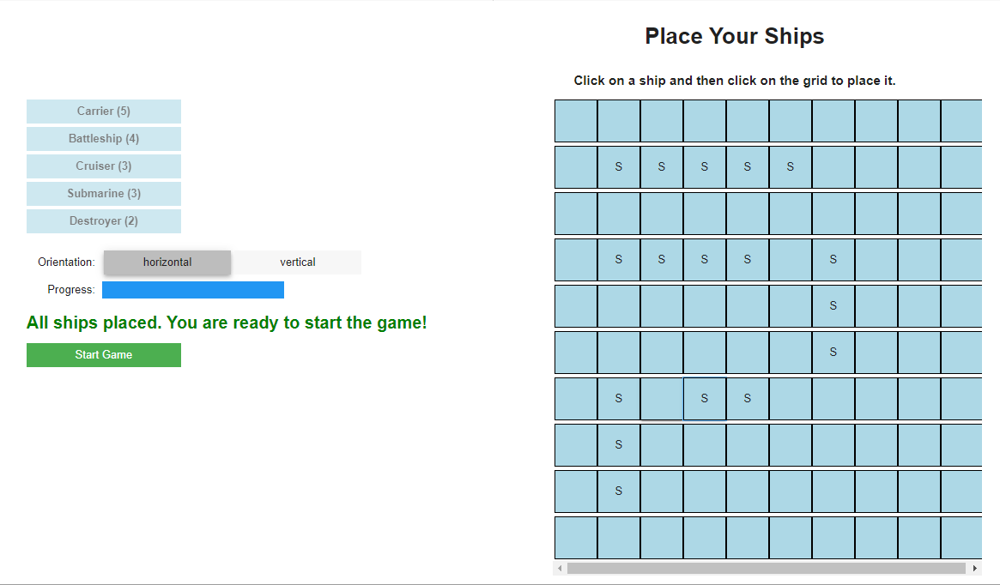 Place Your Ships
Click on a ship and then click on the grid to place it.
Carrier (5)
Battleship (4)
Cruiser (3)
Submarine (3)
Destroyer (2)
Orientation: horizontal vertical
Progress:
All ships placed. You are ready to start the game!
Start Game
S S S S S
S S S S S
S
S
S S S
S
S